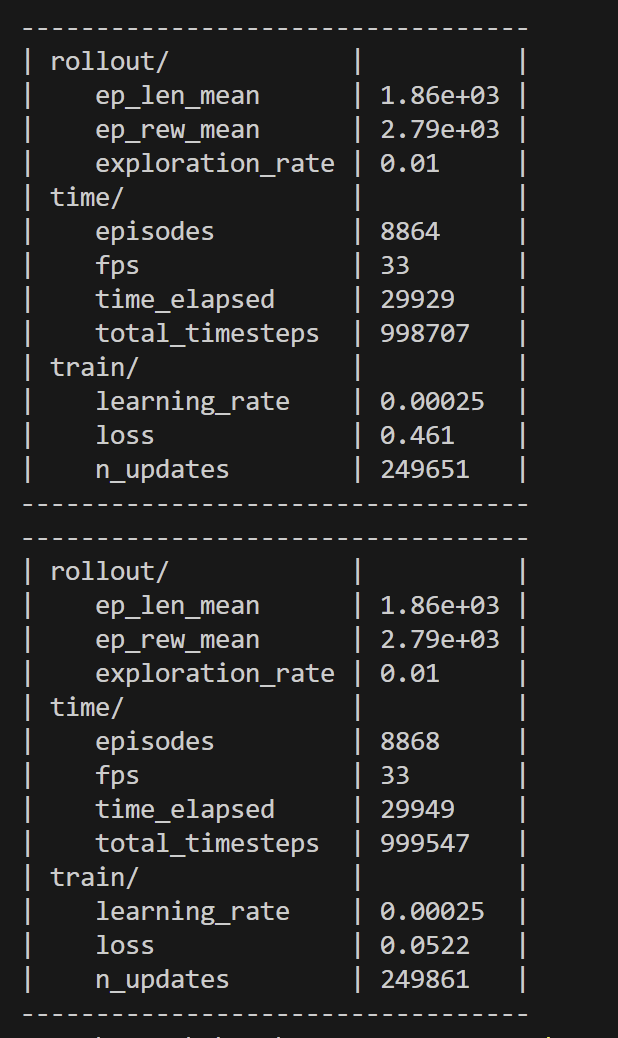 ----------------------------------
| rollout/            |          |
|    ep_len_mean      | 1.86e+03 |
|    ep_rew_mean      | 2.79e+03 |
|    exploration_rate | 0.01     |
| time/               |          |
|    episodes         | 8864     |
|    fps              | 33       |
|    time_elapsed     | 29929    |
|    total_timesteps  | 998707   |
| train/              |          |
|    learning_rate    | 0.00025  |
|    loss             | 0.461    |
|    n_updates        | 249651   |
----------------------------------
----------------------------------
| rollout/            |          |
|    ep_len_mean      | 1.86e+03 |
|    ep_rew_mean      | 2.79e+03 |
|    exploration_rate | 0.01     |
| time/               |          |
|    episodes         | 8868     |
|    fps              | 33       |
|    time_elapsed     | 29949    |
|    total_timesteps  | 999547   |
| train/              |          |
|    learning_rate    | 0.00025  |
|    loss             | 0.0522   |
|    n_updates        | 249861   |
----------------------------------